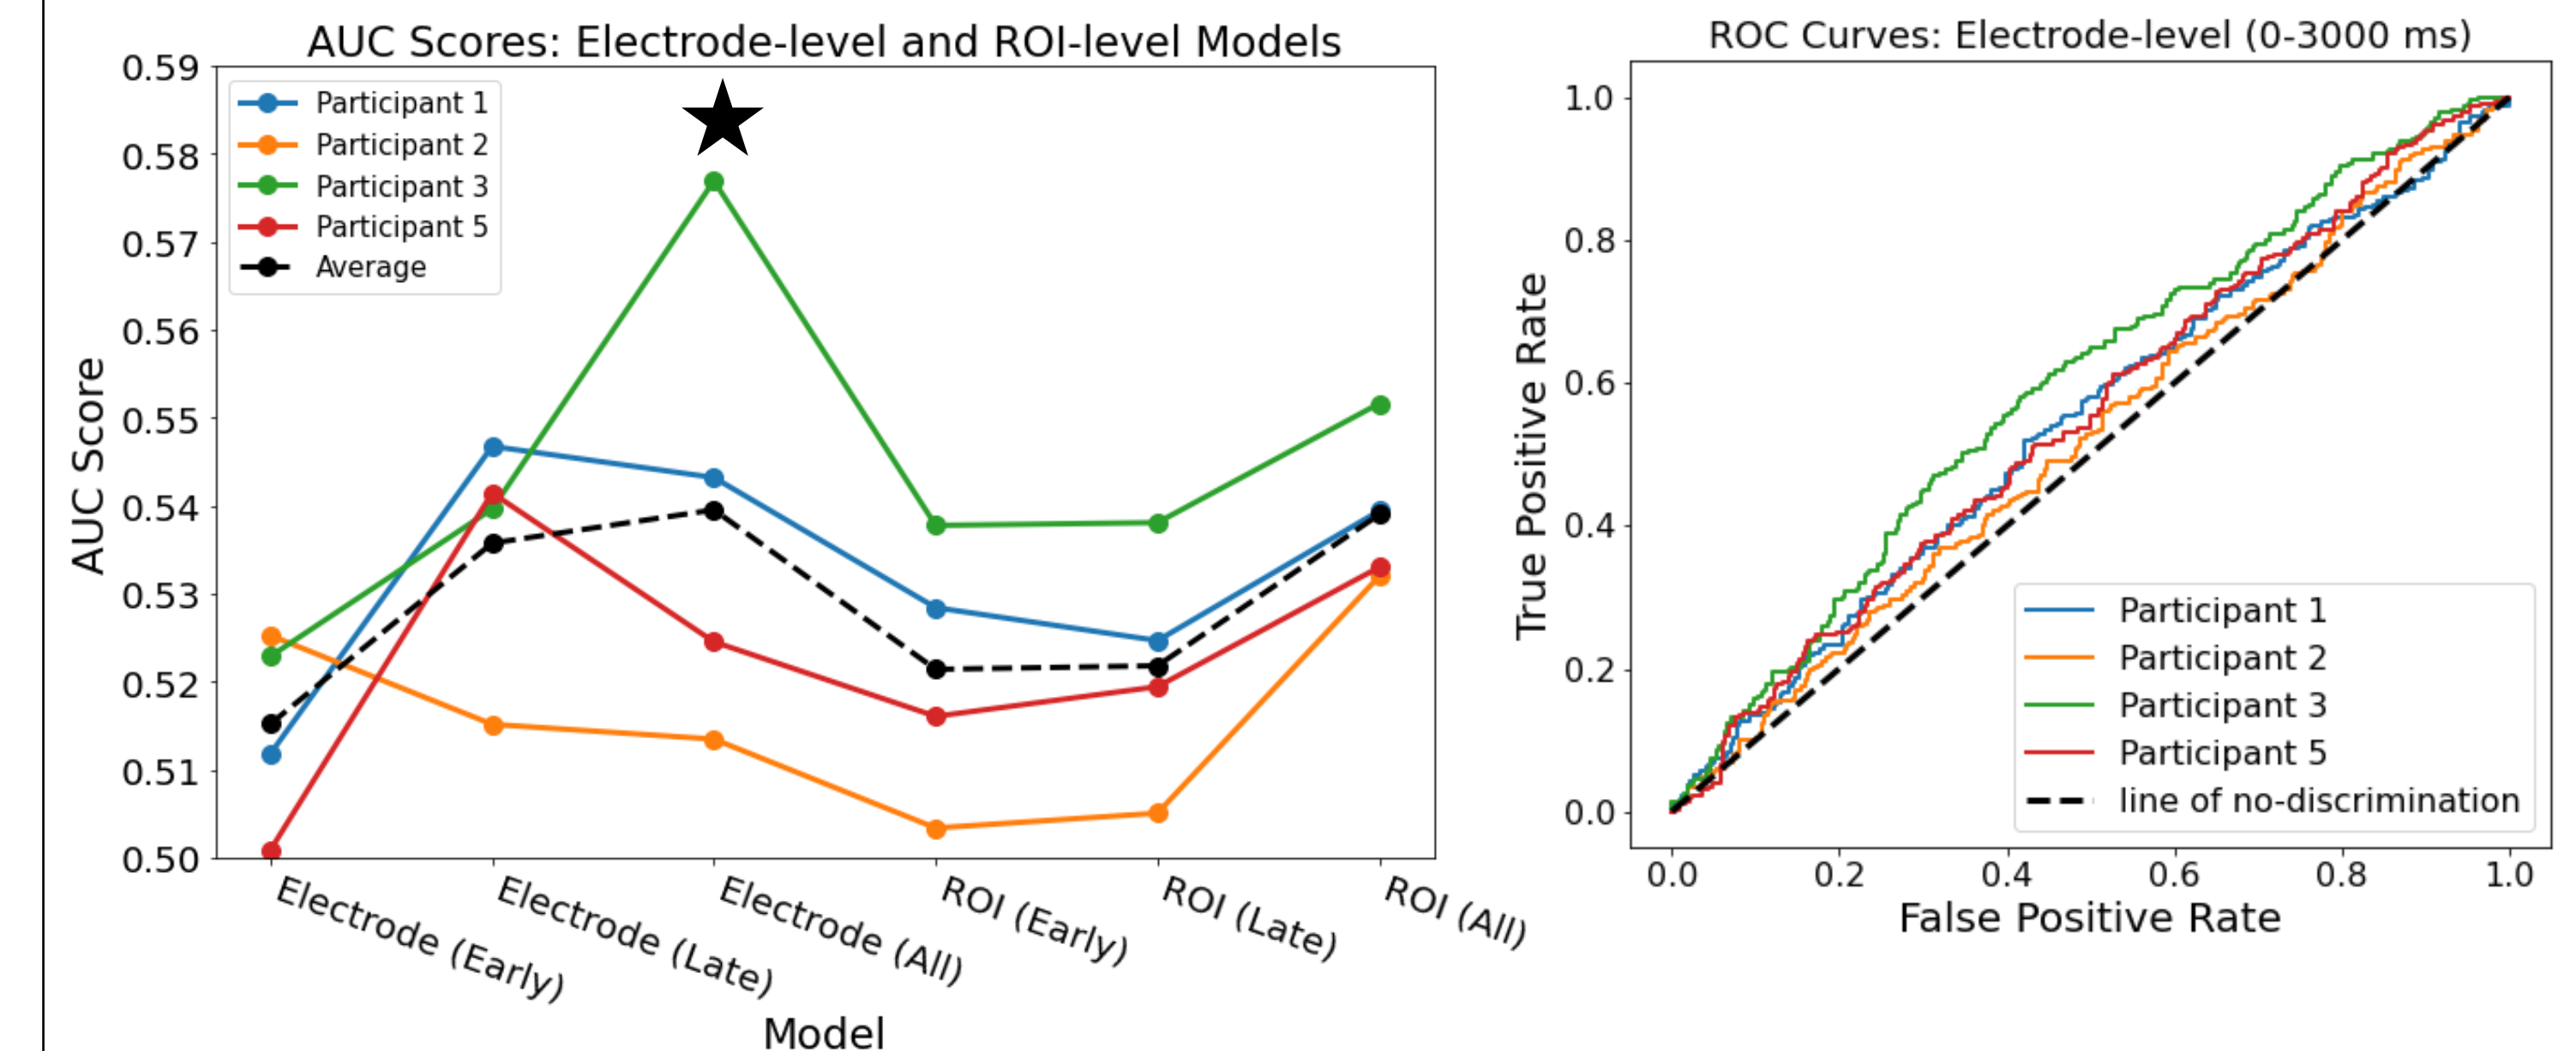 AUC Scores: Electrode-level and ROI-level Models
0.59
0.58
0.57
0.56
0.55
0.54
0.53
0.52
0.51
0.50
AUC Score
Participant 1
Participant 2
Participant 3
Participant 5
Average
Electrode (Early)
Electrode (Late)
Electrode (All)
ROI (Early)
ROI (Late)
ROI (All)
Model
ROC Curves: Electrode-level (0-3000 ms)
1.0
0.8
0.6
0.4
0.2
0.0
True Positive Rate
Participant 1
Participant 2
Participant 3
Participant 5
line of no-discrimination
0.0
0.2
0.4
0.6
0.8
1.0
False Positive Rate